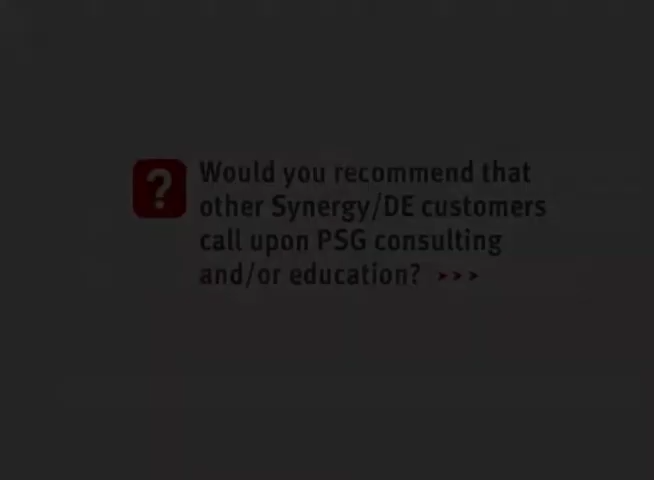 ? Would you recommend that
other Synergy/DE customers
call upon PSG consulting
and/or education? ➤➤➤